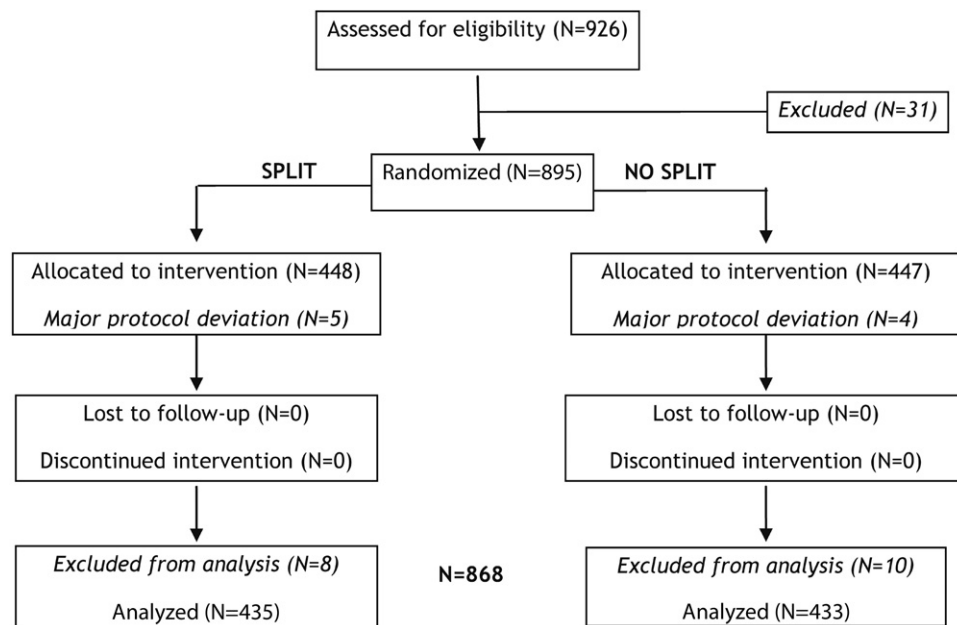 Assessed for eligibility (N=926)
Excluded (N=31)
SPLIT
Randomized (N=895)
NO SPLIT
Allocated to intervention (N=448)
Major protocol deviation (N=5)
Allocated to intervention (N=447)
Major protocol deviation (N=4)
Lost to follow-up (N=0)
Discontinued intervention (N=0)
Lost to follow-up (N=0)
Discontinued intervention (N=0)
Excluded from analysis (N=8)
Analyzed (N=435)
N=868
Excluded from analysis (N=10)
Analyzed (N=433)